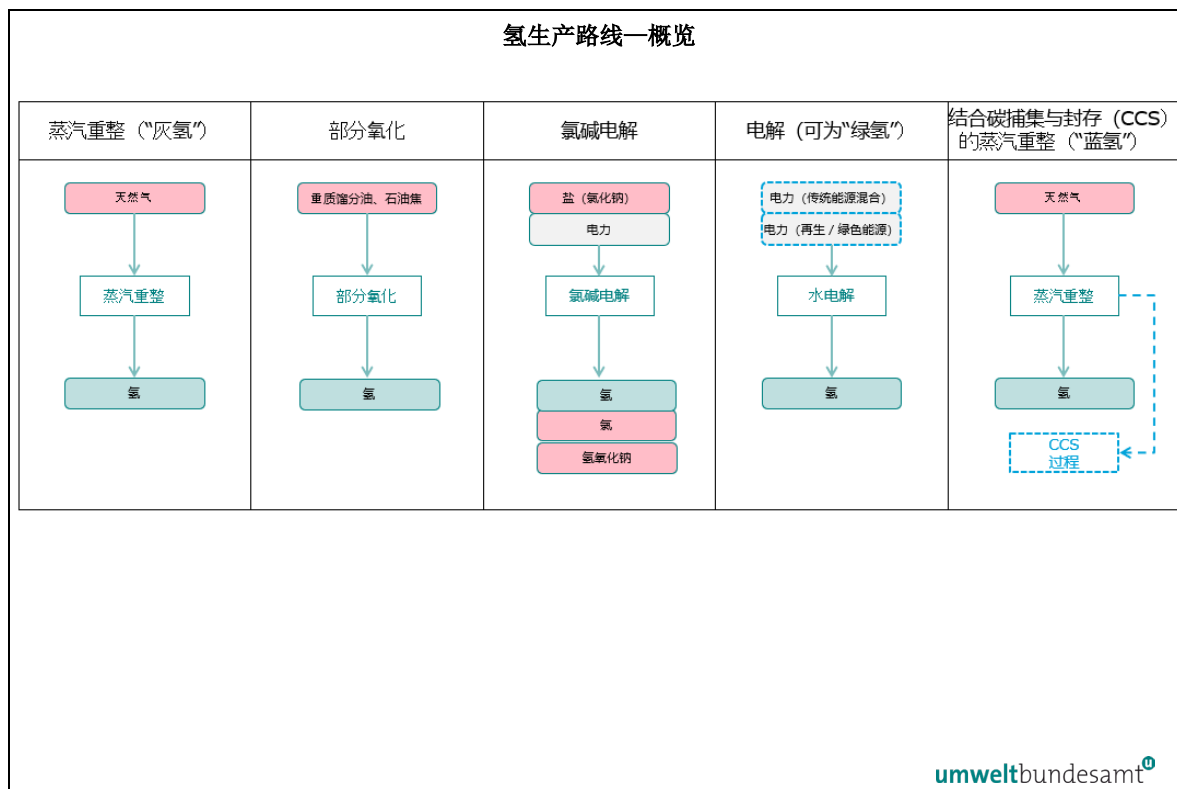 氢生产路线—概览
蒸汽重整（“灰氢”）
部分氧化
氯碱电解
电解（可为“绿氢”）
结合碳捕集与封存（CCS）
的蒸汽重整（“蓝氢”）
天然气
蒸汽重整
氢
重质馏分油、石油焦
部分氧化
氢
盐（氯化钠）
电力
氯碱电解
氢
氯
氢氧化钠
电力（传统能源混合）
电力（再生 / 绿色能源）
水电解
氢
天然气
蒸汽重整
氢
CCS
过程
umweltbundesamt